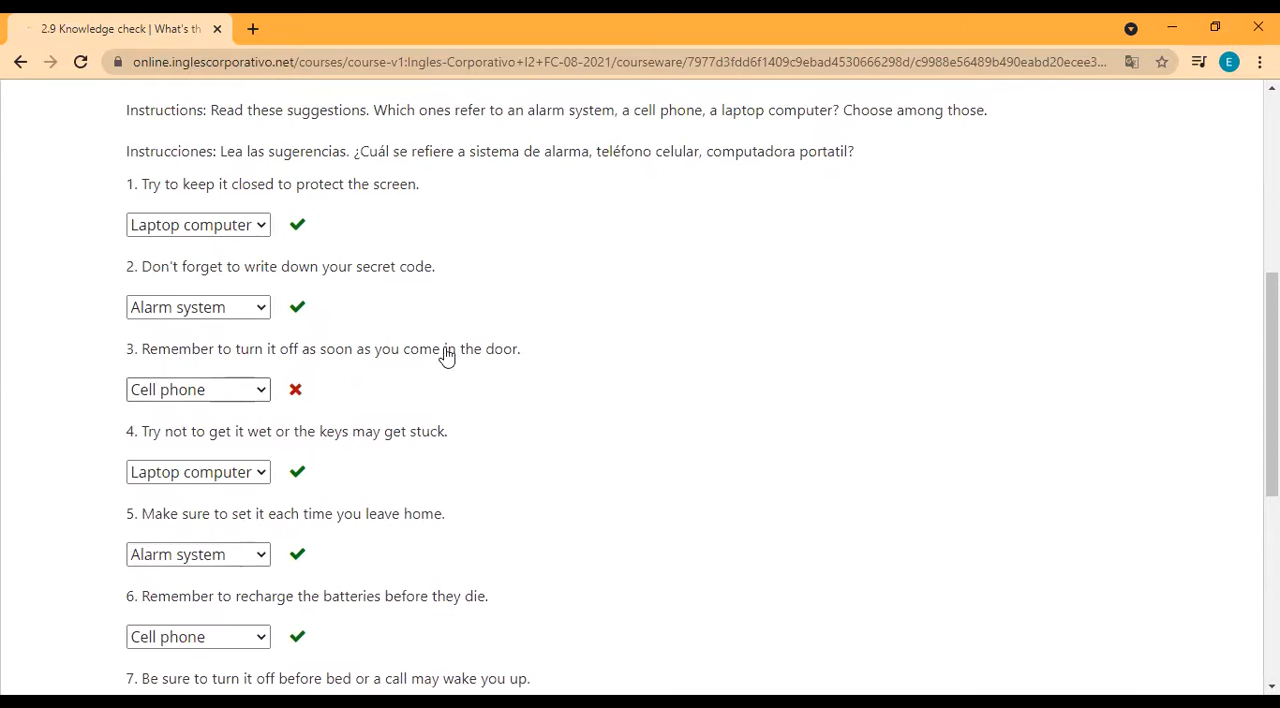 2.9 Knowledge check | What's th
online.inglescorporativo.net/courses/course-v1:Ingles-Corporativo+I2+FC-08-2021/courseware/7977d3fdd6f1409c9ebad4530666298d/c9988e56489b490eabd20ecee3...
E
Instructions: Read these suggestions. Which ones refer to an alarm system, a cell phone, a laptop computer? Choose among those.
Instrucciones: Lea las sugerencias. ¿Cuál se refiere a sistema de alarma, teléfono celular, computadora portatil?
1. Try to keep it closed to protect the screen.
Laptop computer
2. Don't forget to write down your secret code.
Alarm system
3. Remember to turn it off as soon as you come in the door.
Cell phone
4. Try not to get it wet or the keys may get stuck.
Laptop computer
5. Make sure to set it each time you leave home.
Alarm system
6. Remember to recharge the batteries before they die.
Cell phone
7. Be sure to turn it off before bed or a call may wake you up.